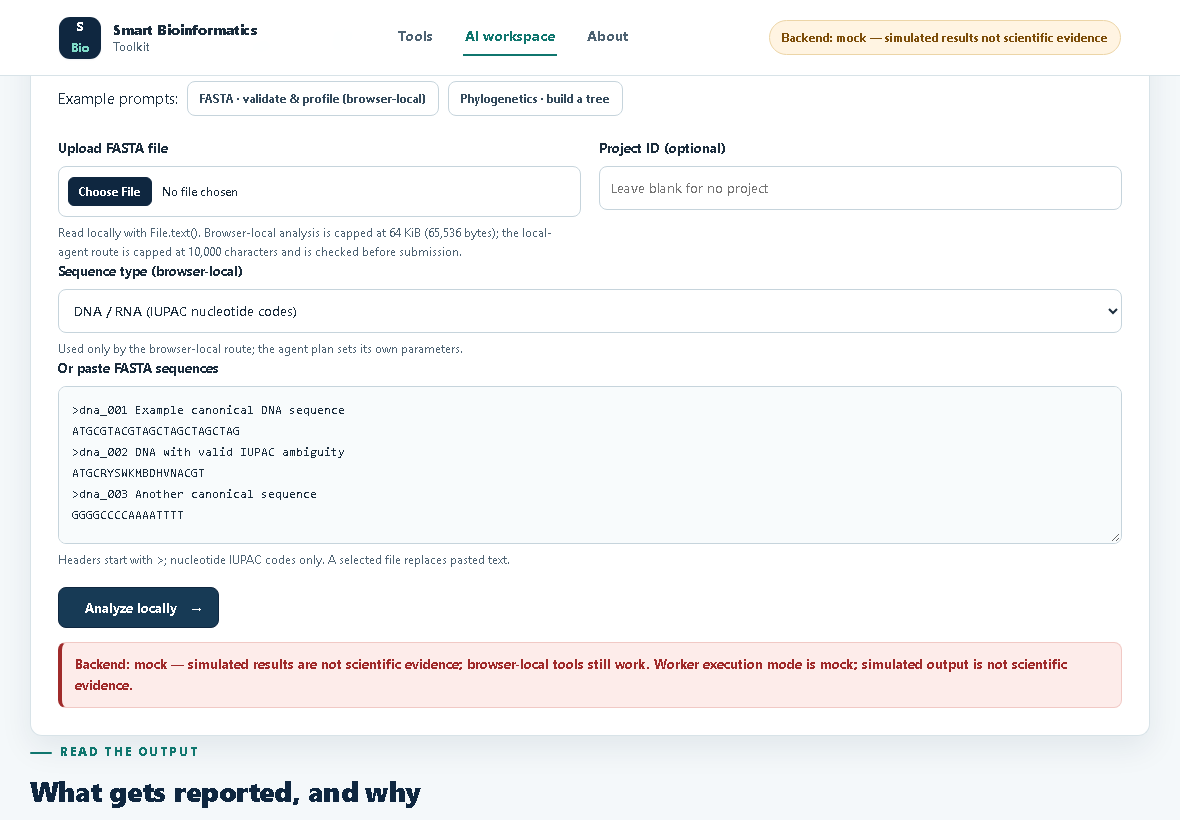 S
Bio
Smart Bioinformatics
Toolkit
Tools
AI workspace
About
Backend: mock — simulated results not scientific evidence
Example prompts:
FASTA · validate & profile (browser-local)
Phylogenetics · build a tree
Upload FASTA file
Project ID (optional)
Choose File
No file chosen
Leave blank for no project
Read locally with File.text(). Browser-local analysis is capped at 64 KiB (65,536 bytes); the local-
agent route is capped at 10,000 characters and is checked before submission.
Sequence type (browser-local)
DNA / RNA (IUPAC nucleotide codes)
Used only by the browser-local route; the agent plan sets its own parameters.
Or paste FASTA sequences
>dna_001 Example canonical DNA sequence
ATGCGTACGTAGCTAGCTAGCTAG
>dna_002 DNA with valid IUPAC ambiguity
ATGCRYSWKMBDHVNACGT
>dna_003 Another canonical sequence
GGGGCCCCAAAATTTT
Headers start with >; nucleotide IUPAC codes only. A selected file replaces pasted text.
Analyze locally →
Backend: mock — simulated results are not scientific evidence; browser-local tools still work. Worker execution mode is mock; simulated output is not scientific
evidence.
READ THE OUTPUT
What gets reported, and why